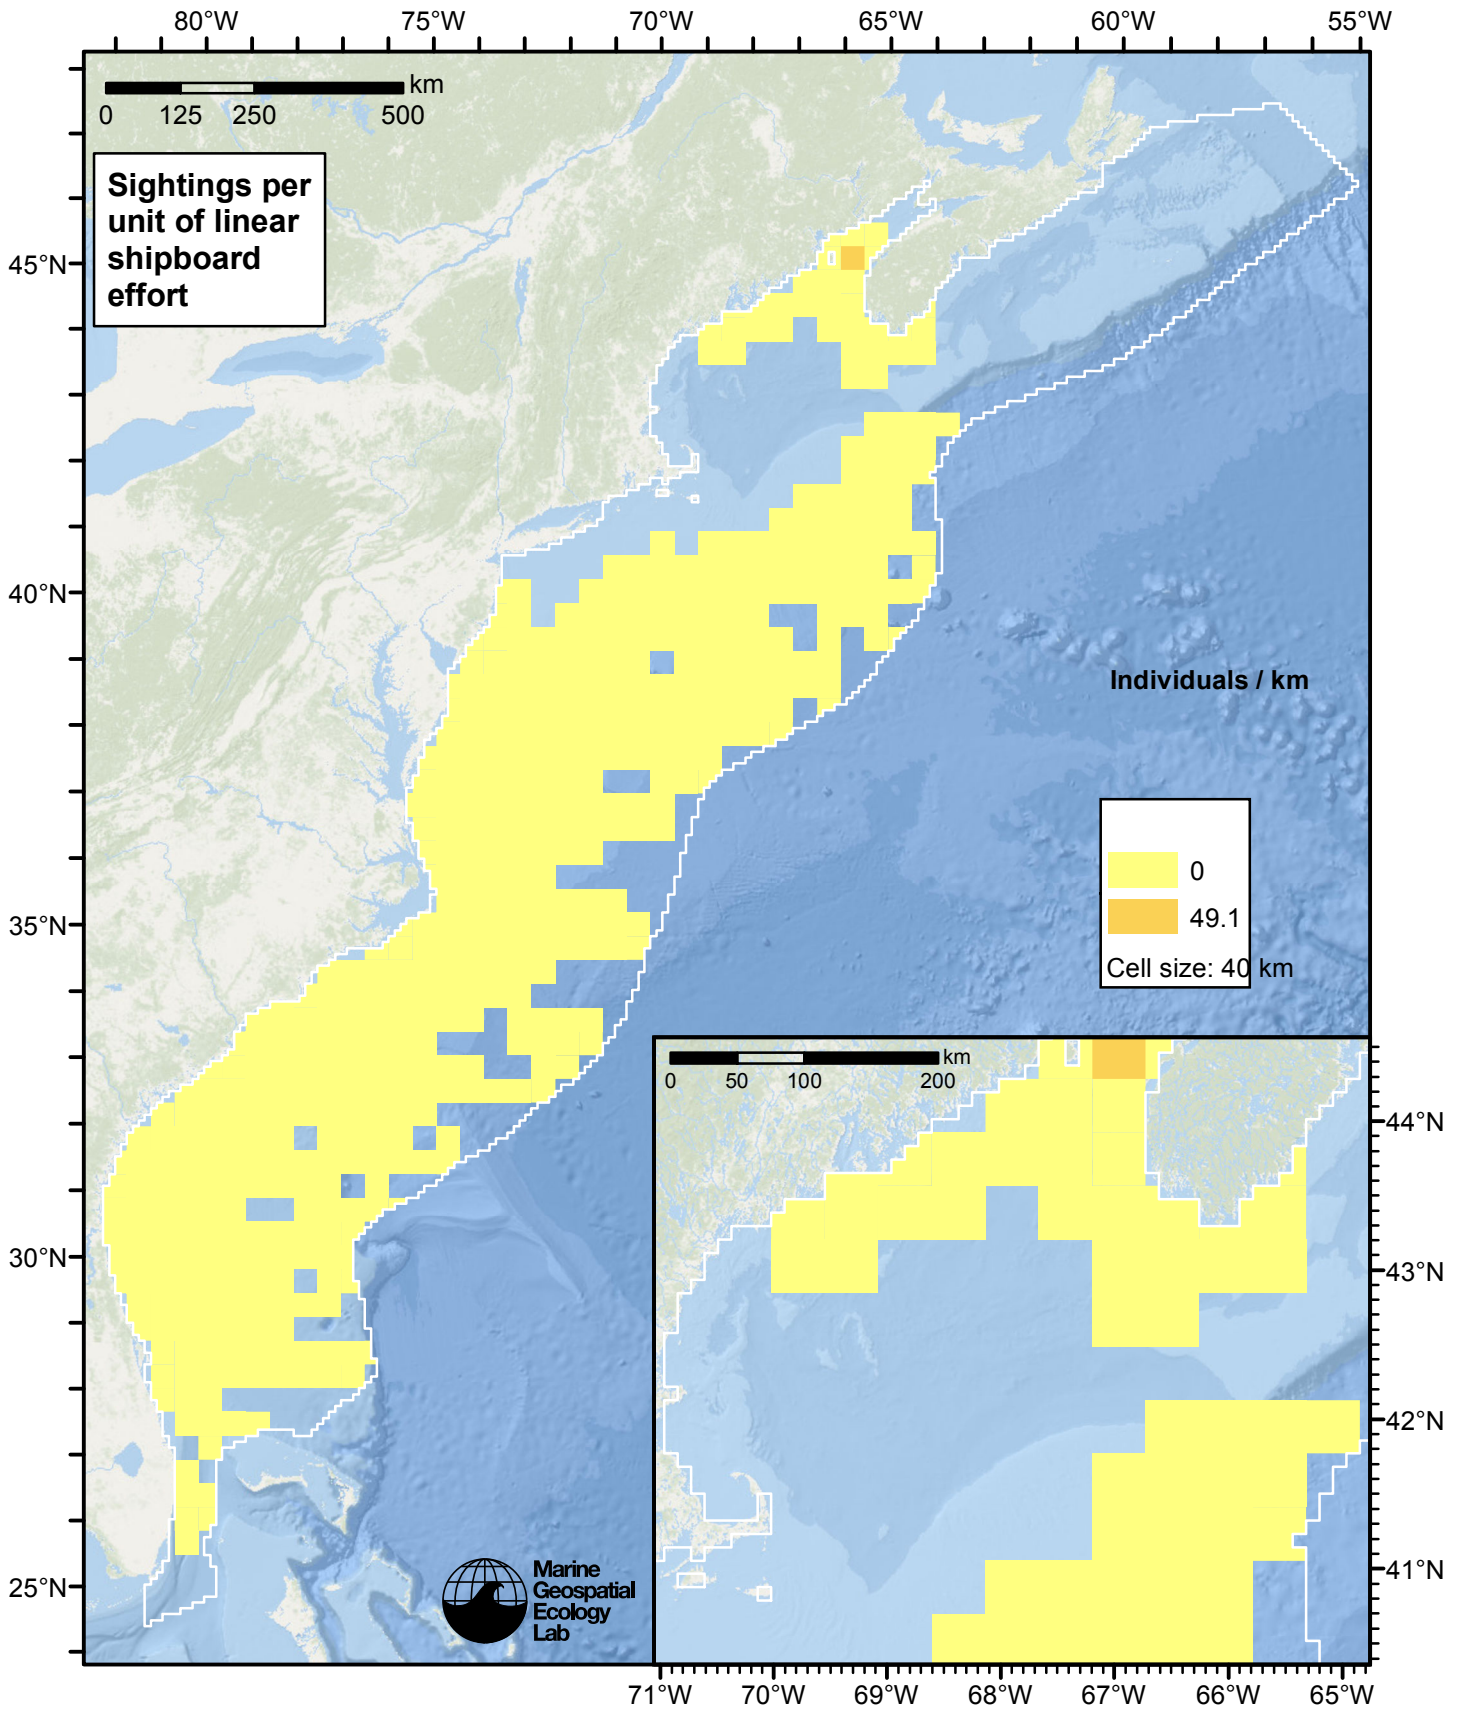 80°W 75°W 70°W 65°W 60°W 55°W
km
0 125 250 500
Sightings per
unit of linear
shipboard
effort
45°N
40°N
35°N
30°N
25°N
Individuals / km
0
49.1
Cell size: 40 km
km
0 50 100 200
44°N
43°N
42°N
41°N
Marine
Geospatial
Ecology
Lab
71°W 70°W 69°W 68°W 67°W 66°W 65°W